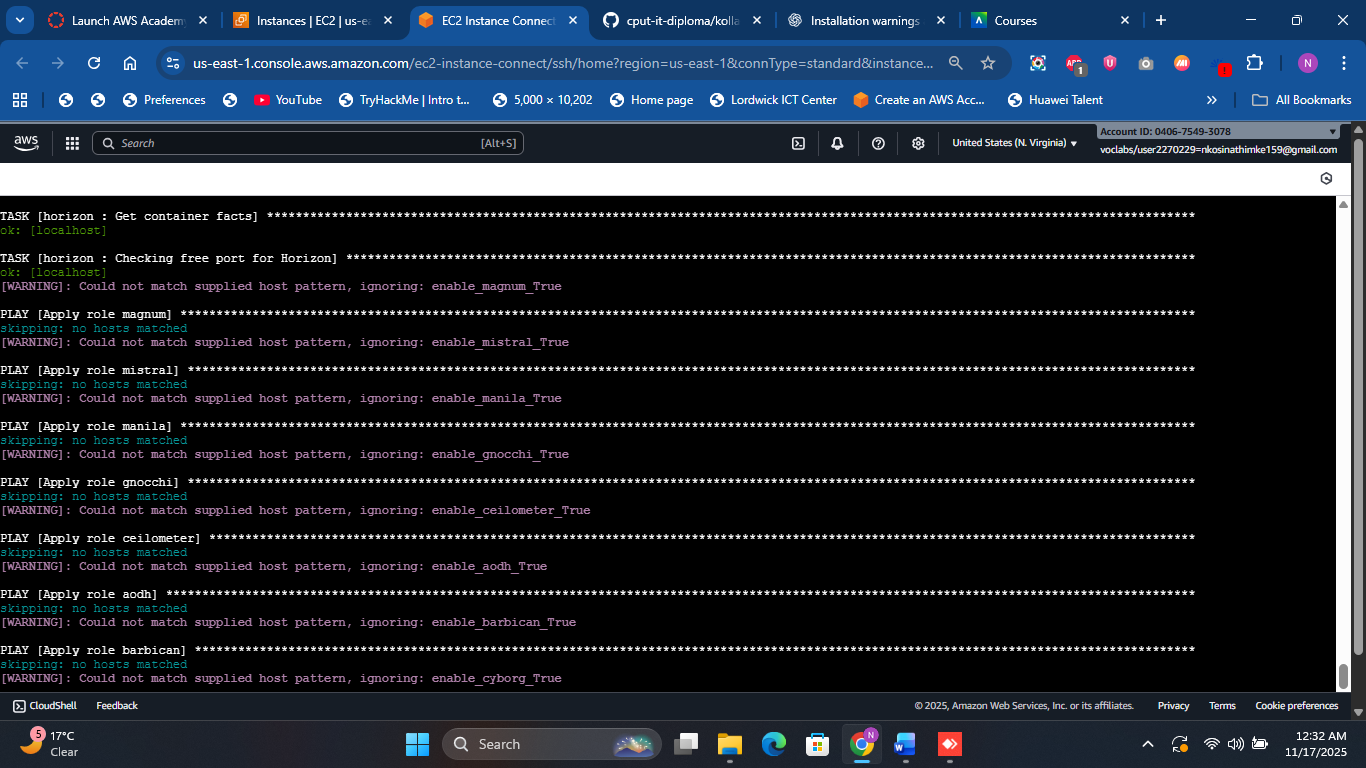 Launch AWS Academy
Instances | EC2 | us-ea
EC2 Instance Connect
cput-it-diploma/kolla
Installation warnings
Courses
us-east-1.console.aws.amazon.com/ec2-instance-connect/ssh/home?region=us-east-1&connType=standard&instance...
ABP
1
N
Preferences
YouTube
TryHackMe | Intro t...
5,000 × 10,202
Home page
Lordwick ICT Center
Create an AWS Acc...
Huawei Talent
»
All Bookmarks
aws
Search
[Alt+S]
United States (N. Virginia)
Account ID: 0406-7549-3078
voclabs/user2270229=nkosinathimke159@gmail.com
TASK [horizon : Get container facts] *********************************************************************************************************************************
ok: [localhost]
TASK [horizon : Checking free port for Horizon] **********************************************************************************************************************
ok: [localhost]
[WARNING]: Could not match supplied host pattern, ignoring: enable_magnum_True
PLAY [Apply role magnum] *********************************************************************************************************************************************
skipping: no hosts matched
[WARNING]: Could not match supplied host pattern, ignoring: enable_mistral_True
PLAY [Apply role mistral] ********************************************************************************************************************************************
skipping: no hosts matched
[WARNING]: Could not match supplied host pattern, ignoring: enable_manila_True
PLAY [Apply role manila] *********************************************************************************************************************************************
skipping: no hosts matched
[WARNING]: Could not match supplied host pattern, ignoring: enable_gnocchi_True
PLAY [Apply role gnocchi] ********************************************************************************************************************************************
skipping: no hosts matched
[WARNING]: Could not match supplied host pattern, ignoring: enable_ceilometer_True
PLAY [Apply role ceilometer] *****************************************************************************************************************************************
skipping: no hosts matched
[WARNING]: Could not match supplied host pattern, ignoring: enable_aodh_True
PLAY [Apply role aodh] ***********************************************************************************************************************************************
skipping: no hosts matched
[WARNING]: Could not match supplied host pattern, ignoring: enable_barbican_True
PLAY [Apply role barbican] *******************************************************************************************************************************************
skipping: no hosts matched
[WARNING]: Could not match supplied host pattern, ignoring: enable_cyborg_True
CloudShell
Feedback
© 2025, Amazon Web Services, Inc. or its affiliates.
Privacy
Terms
Cookie preferences
5
17°C
Clear
Search
N
12:32 AM
11/17/2025